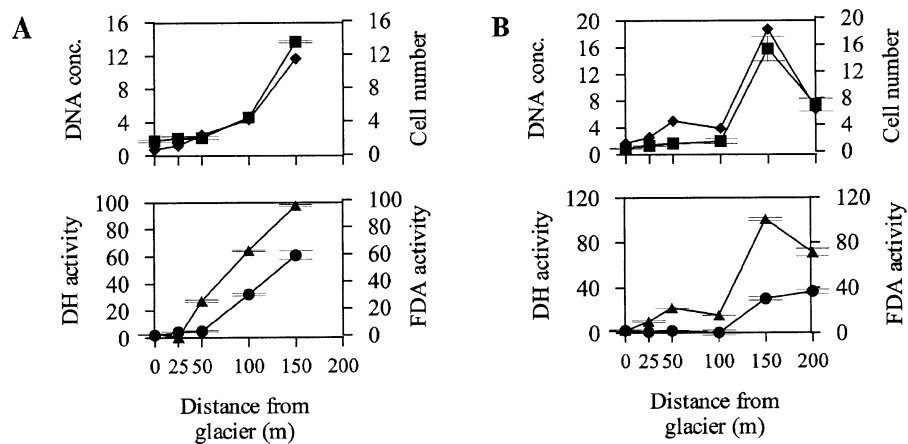 A
DNA conc.
16
12
8
4
0
16
12
8
4
0
Cell number
DH activity
100
80
60
40
20
0
100
80
60
40
20
0
FDA activity
0 25 50 100 150 200
Distance from
glacier (m)
B
DNA conc.
20
16
12
8
4
0
20
16
12
8
4
0
Cell number
DH activity
120
80
40
0
120
80
40
0
FDA activity
0 25 50 100 150 200
Distance from
glacier (m)